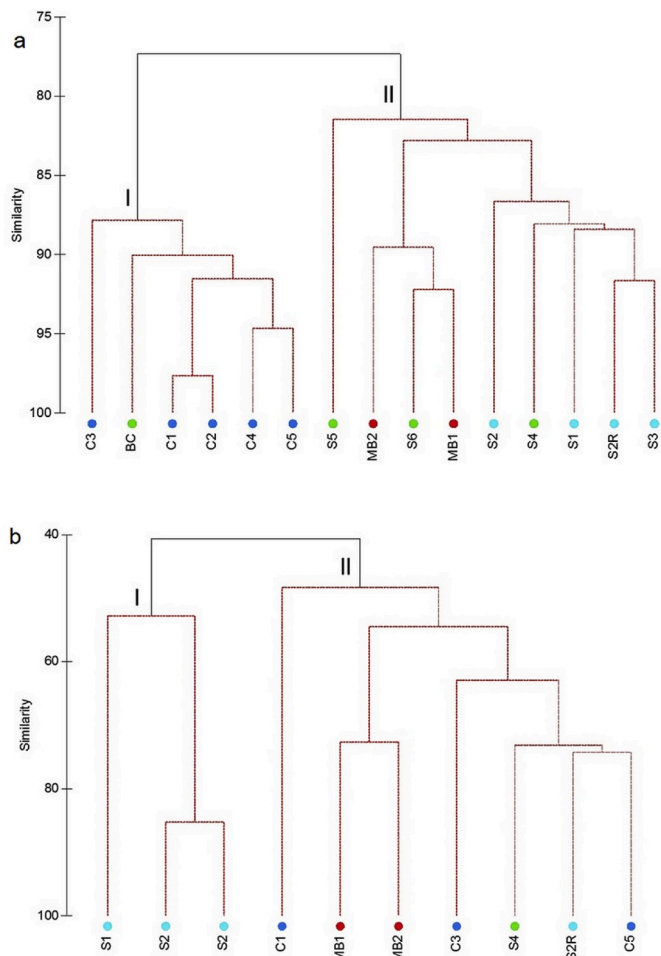 a
75
80
85
90
95
100
Similarity
I
II
C3
BC
C1
C2
C4
C5
S5
MB2
S6
MB1
S2
S4
S1
S2R
S3
b
40
60
80
100
Similarity
I
II
S1
S2
S2
C1
MB1
MB2
C3
S4
S2R
C5